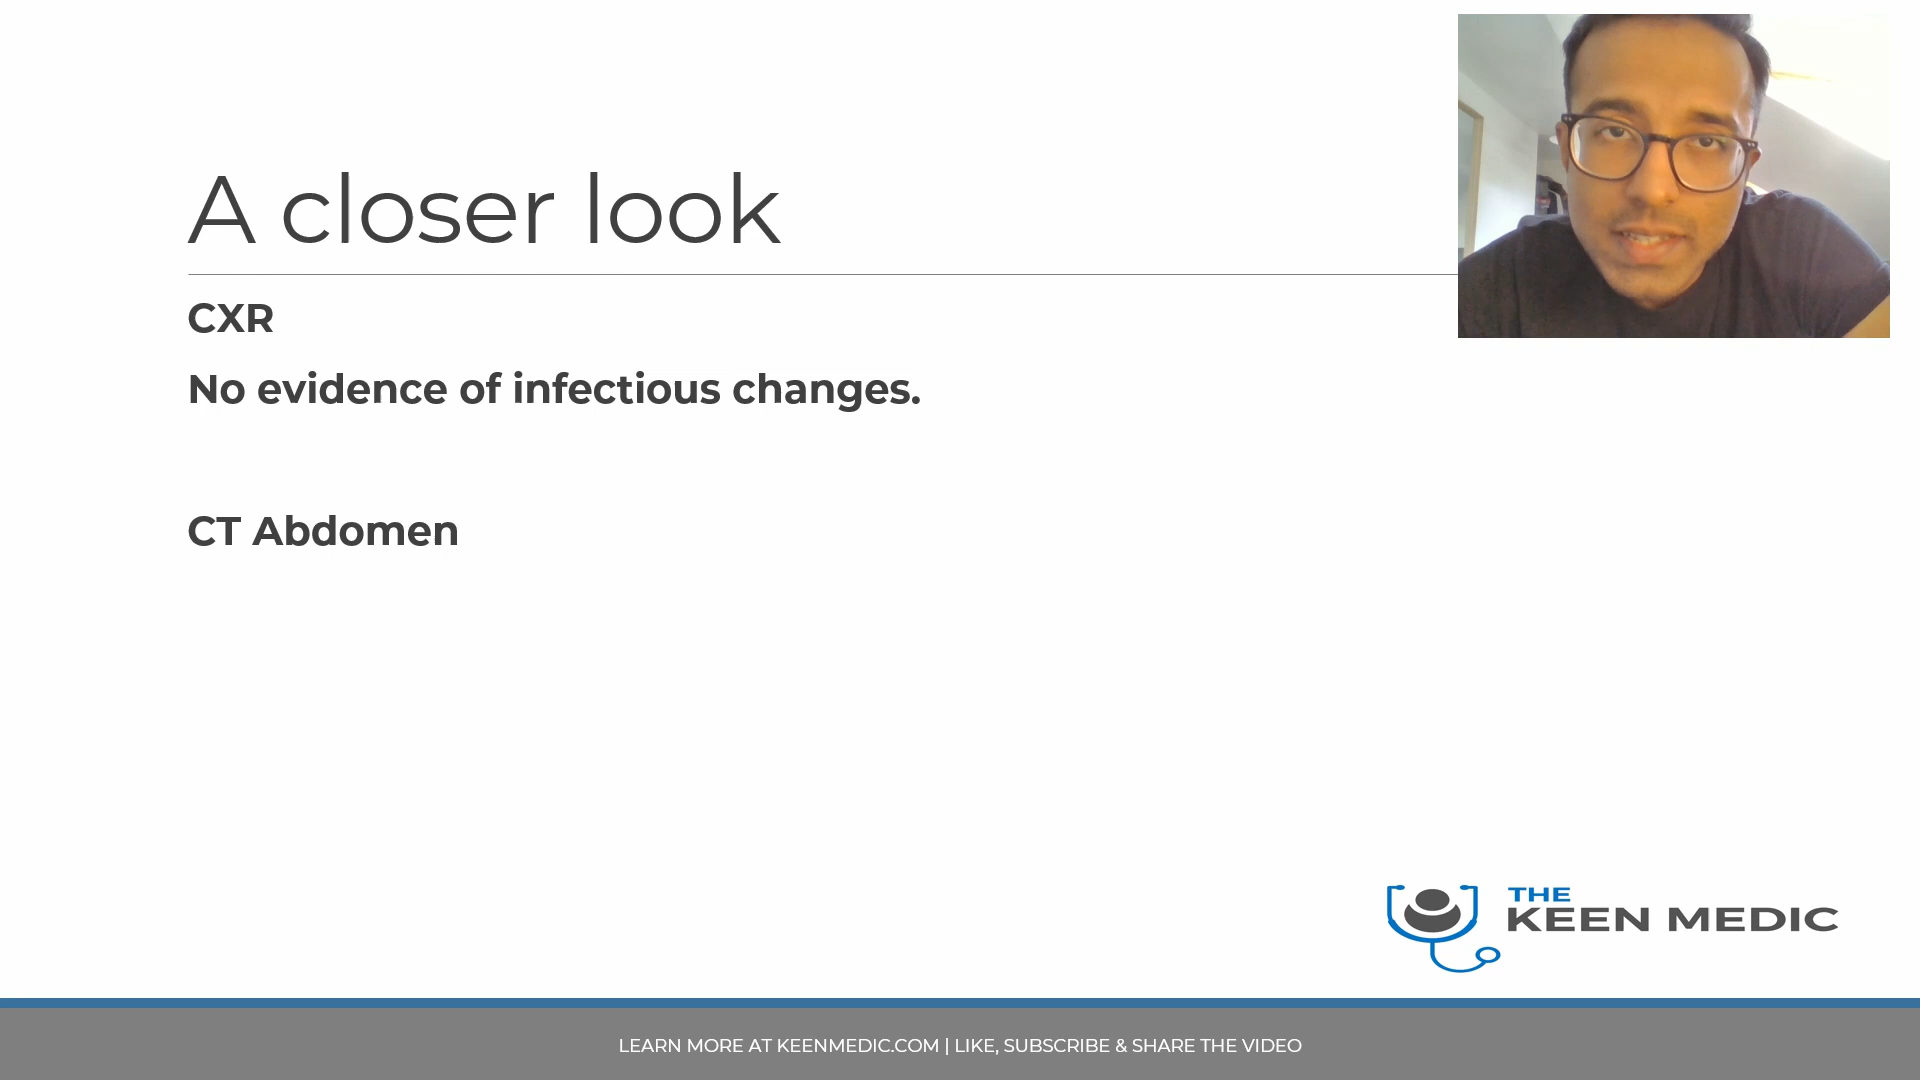 A closer look
CXR
No evidence of infectious changes.
CT Abdomen
THE
KEEN MEDIC
LEARN MORE AT KEENMEDIC.COM | LIKE, SUBSCRIBE & SHARE THE VIDEO